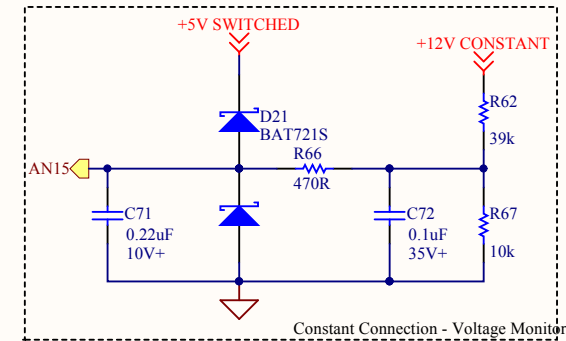 +5V SWITCHED
+12V CONSTANT
R62
39k
D21
BAT721S
R66
470R
AN15
C71
0.22uF
10V+
C72
0.1uF
35V+
R67
10k
Constant Connection - Voltage Monitor